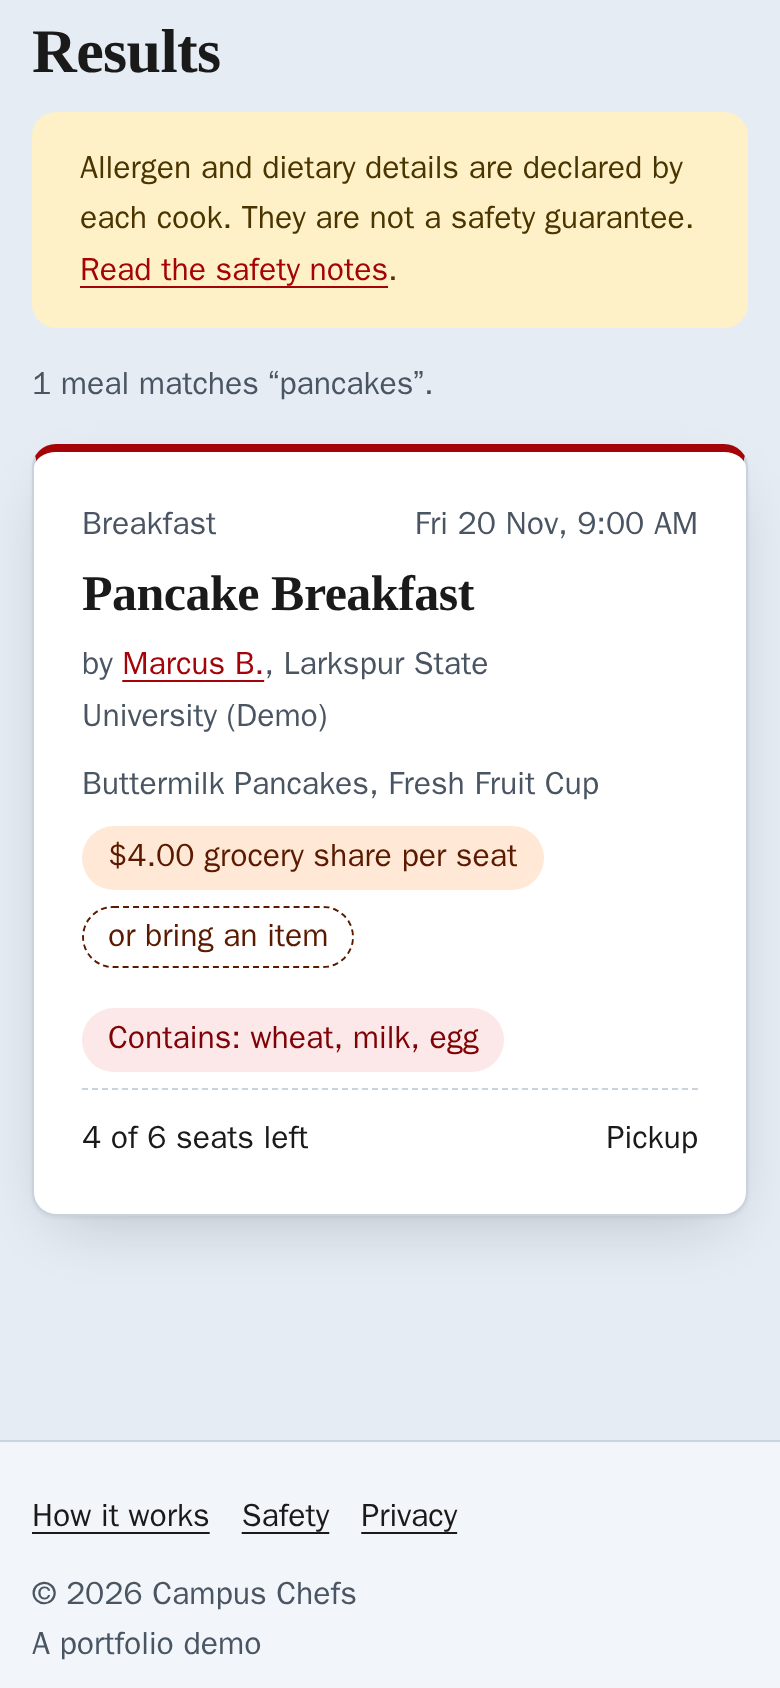 Results
Allergen and dietary details are declared by
each cook. They are not a safety guarantee.
Read the safety notes.
1 meal matches “pancakes”.
Breakfast Fri 20 Nov, 9:00 AM
Pancake Breakfast
by Marcus B., Larkspur State
University (Demo)
Buttermilk Pancakes, Fresh Fruit Cup
$4.00 grocery share per seat
or bring an item
Contains: wheat, milk, egg
4 of 6 seats left Pickup
How it works Safety Privacy
© 2026 Campus Chefs
A portfolio demo